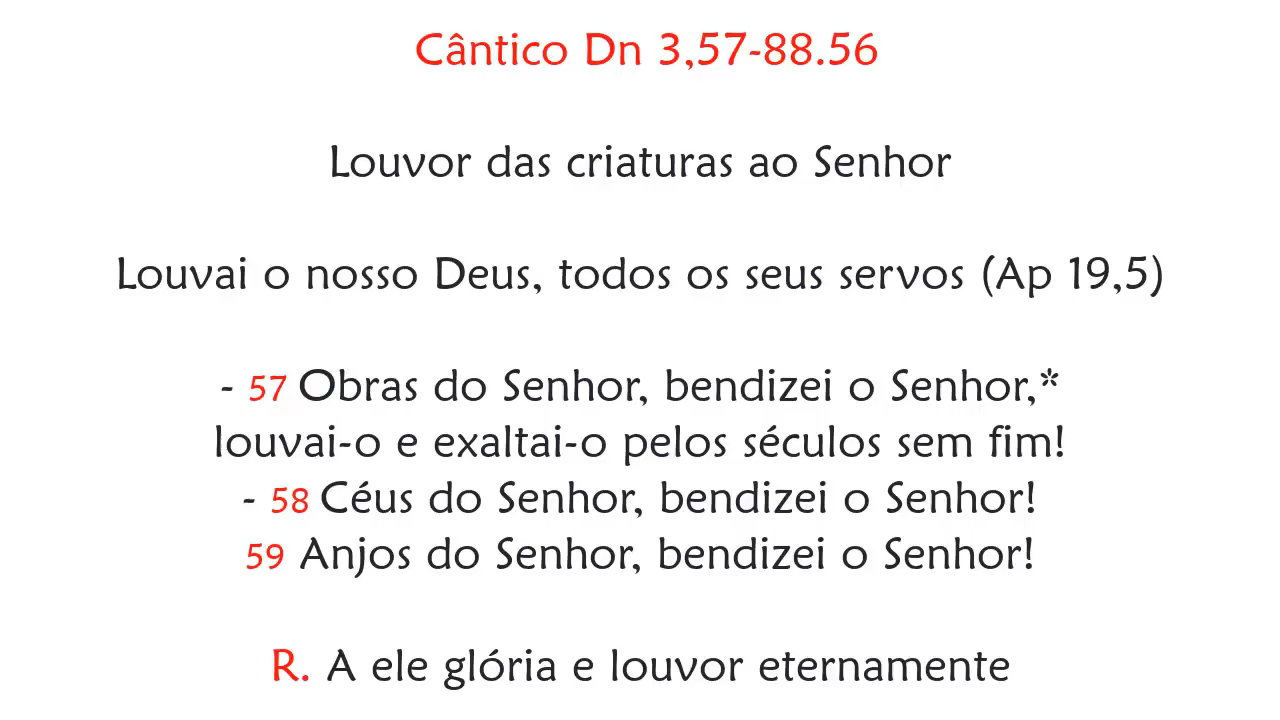 Cântico Dn 3,57-88.56
Louvor das criaturas ao Senhor
Louvai o nosso Deus, todos os seus servos (Ap 19,5)
- 57 Obras do Senhor, bendizei o Senhor,*
louvai-o e exaltai-o pelos séculos sem fim!
- 58 Céus do Senhor, bendizei o Senhor!
59 Anjos do Senhor, bendizei o Senhor!
R. A ele glória e louvor eternamente